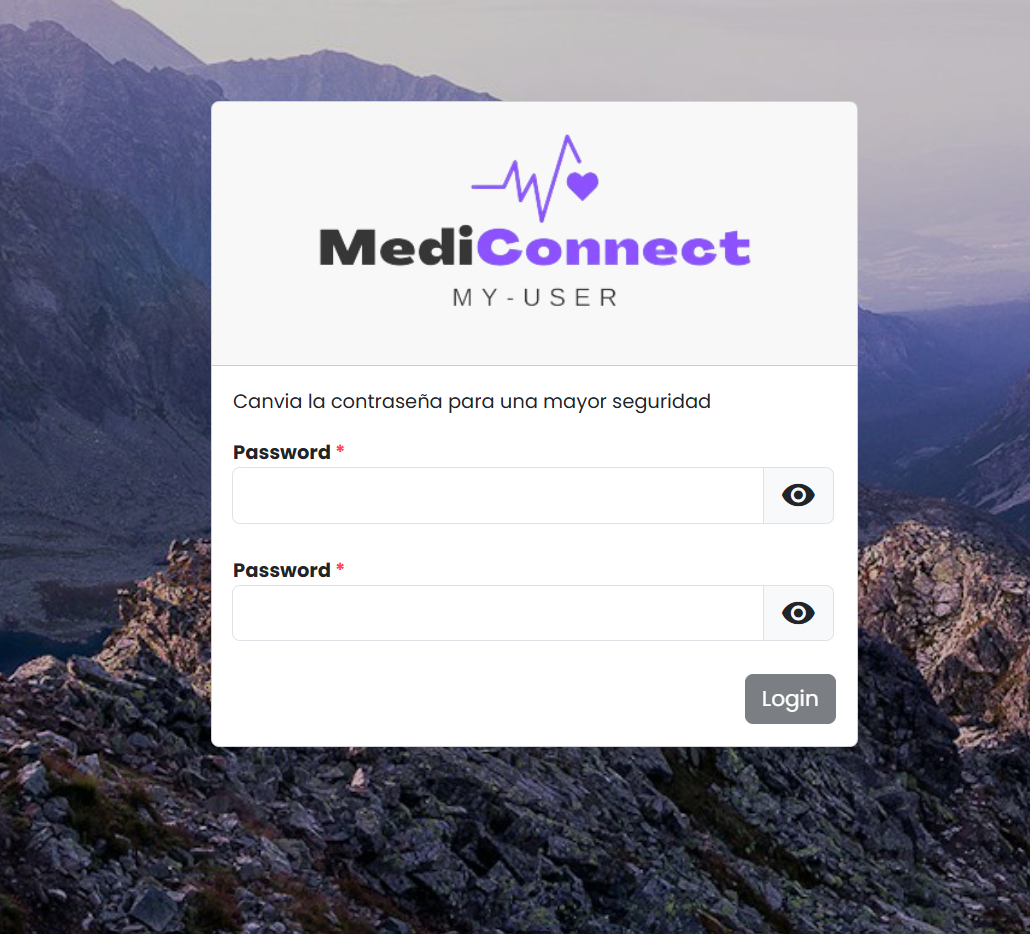 MediConnect
MY-USER
Canvia la contraseña para una mayor seguridad
Password *
Password *
Login